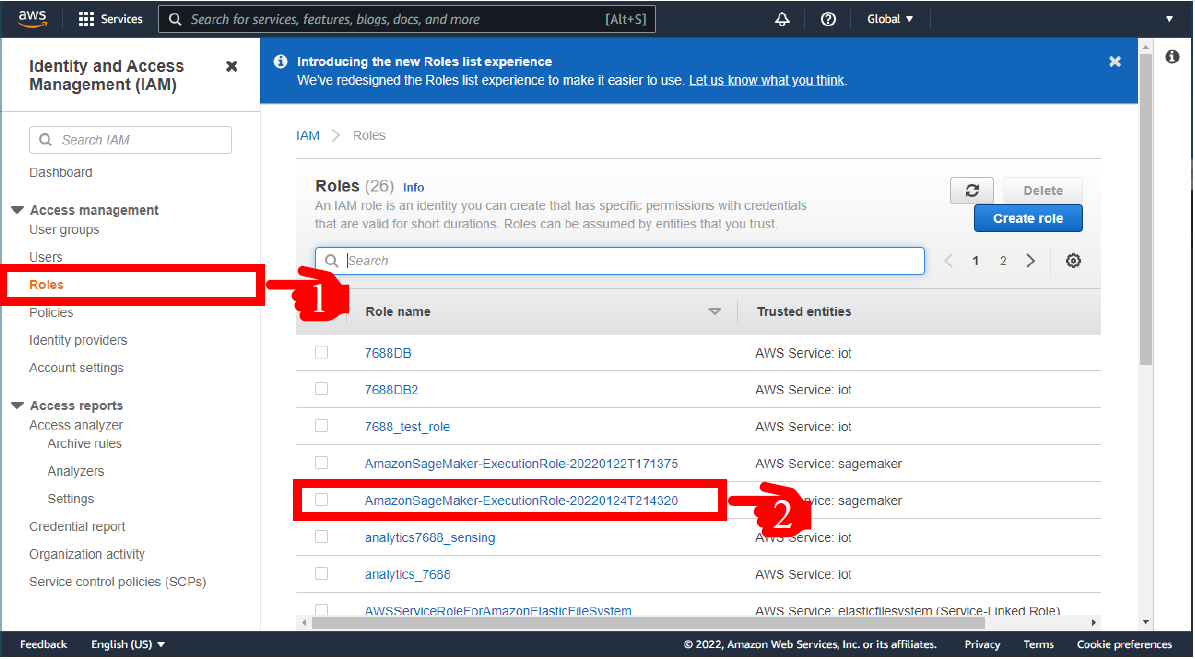 aws Services Search for services, features, blogs, docs, and more [Alt+S] Global
Identity and Access
Management (IAM)
Search IAM
Dashboard
Access management
User groups
Users
Roles
Policies
Identity providers
Account settings
Access reports
Access analyzer
Archive rules
Analyzers
Settings
Credential report
Organization activity
Service control policies (SCPs)
Introducing the new Roles list experience
We've redesigned the Roles list experience to make it easier to use. Let us know what you think.
IAM > Roles
Roles (26) Info
An IAM role is an identity you can create that has specific permissions with credentials
that are valid for short durations. Roles can be assumed by entities that you trust.
Delete
Create role
Search
1 2
1
Role name Trusted entities
7688DB AWS Service: iot
7688DB2 AWS Service: iot
7688_test_role AWS Service: iot
AmazonSageMaker-ExecutionRole-20220122T171375 AWS Service: sagemaker
AmazonSageMaker-ExecutionRole-20220124T214320 2 vice: sagemaker
analytics7688_sensing AWS Service: iot
analytics_7688 AWS Service: iot
AWSServiceRoleForAmazonElasticFileSystem AWS Service: elasticfilesystem (Service-Linked Role)
Feedback English (US) © 2022, Amazon Web Services, Inc. or its affiliates. Privacy Terms Cookie preferences